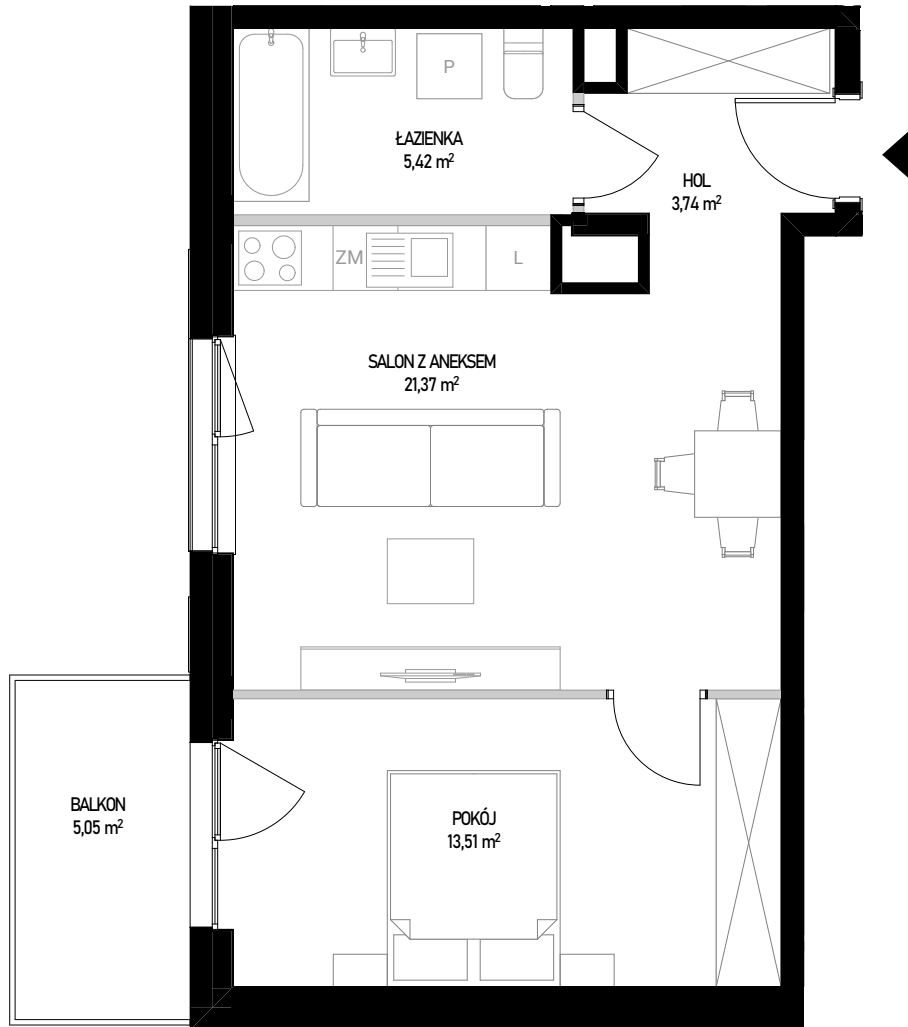 P
ŁAZIENKA
5,42 m²
HOL
3,74 m²
ZM
L
SALON Z ANEKSEM
21,37 m²
BALKON
5,05 m²
POKÓJ
13,51 m²